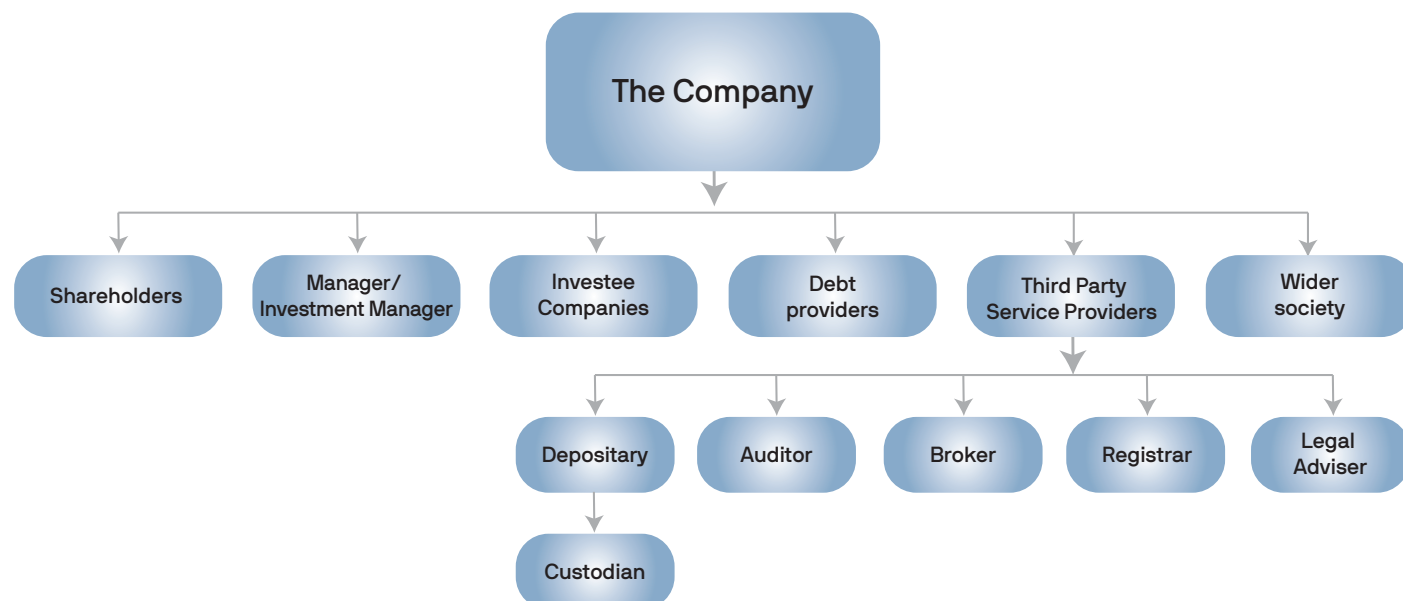 The Company
Shareholders
Manager/
Investment Manager
Investee
Companies
Debt
providers
Third Party
Service Providers
Wider
society
Depositary
Auditor
Broker
Registrar
Legal
Adviser
Custodian